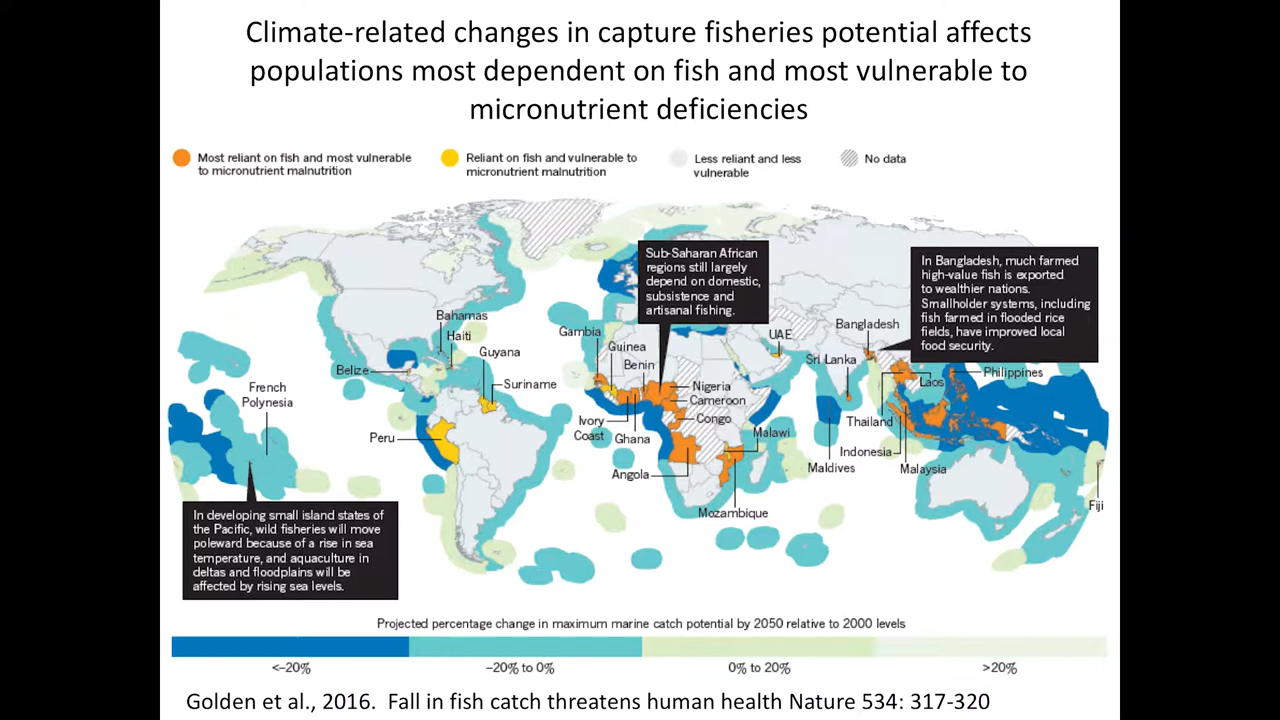 Climate-related changes in capture fisheries potential affects
populations most dependent on fish and most vulnerable to
micronutrient deficiencies
Most reliant on fish and most vulnerable
to micronutrient malnutrition
Reliant on fish and vulnerable to
micronutrient malnutrition
Less reliant and less
vulnerable
No data
Sub-Saharan African
regions still largely
depend on domestic,
subsistence and
artisanal fishing.
In Bangladesh, much farmed
high-value fish is exported
to wealthier nations.
Smallholder systems, including
fish farmed in flooded rice
fields, have improved local
food security.
Bahamas
Haiti
Guyana
Belize
Suriname
French
Polynesia
Peru
Gambia
Guinea
Benin
Nigeria
Cameroon
Congo
Ivory
Coast
Ghana
Angola
Malawi
Mozambique
UAE
Bangladesh
Sri Lanka
Laos
Philippines
Thailand
Indonesia
Maldives
Malaysia
Fiji
In developing small island states of
the Pacific, wild fisheries will move
poleward because of a rise in sea
temperature, and aquaculture in
deltas and floodplains will be
affected by rising sea levels.
Projected percentage change in maximum marine catch potential by 2050 relative to 2000 levels
<–20%
–20% to 0%
0% to 20%
>20%
Golden et al., 2016.  Fall in fish catch threatens human health Nature 534: 317-320